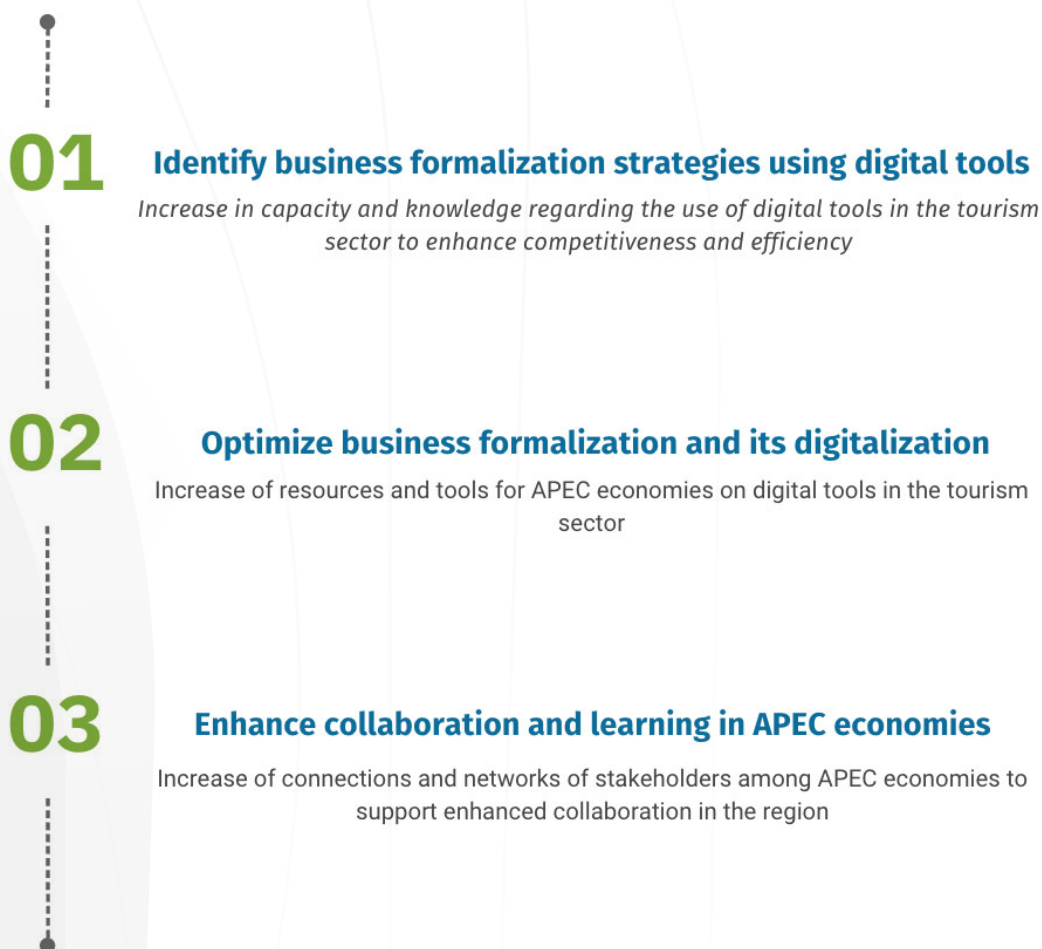 01
Identify business formalization strategies using digital tools
Increase in capacity and knowledge regarding the use of digital tools in the tourism
sector to enhance competitiveness and efficiency
02
Optimize business formalization and its digitalization
Increase of resources and tools for APEC economies on digital tools in the tourism
sector
03
Enhance collaboration and learning in APEC economies
Increase of connections and networks of stakeholders among APEC economies to
support enhanced collaboration in the region